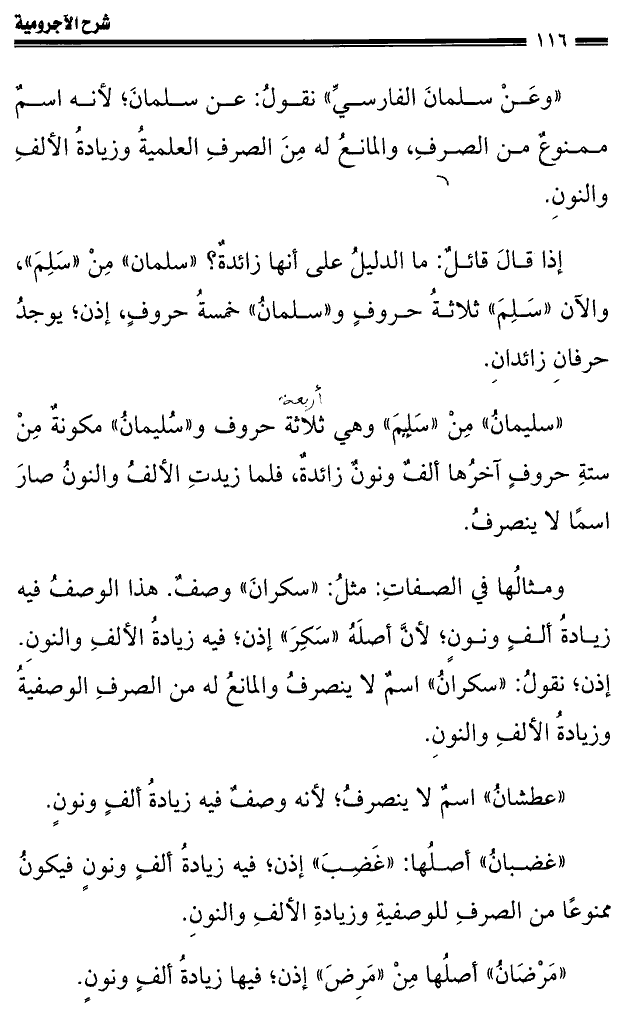 شرح الآجرومية
١١٦
«وعَنْ سلمانَ الفارسيِّ» نقولُ: عن سلمانَ؛ لأنه اسمٌ
ممنوعٌ من الصرفِ، والمانعُ له مِنَ الصرفِ العلميةُ وزيادةُ الألفِ
والنونِ.
إذا قالَ قائلٌ: ما الدليلُ على أنها زائدةٌ؟ «سلمان» مِنْ «سَلِمَ»،
والآن «سَلِمَ» ثلاثةُ حروفٍ و«سلمانُ» خمسةُ حروفٍ، إذن؛ يوجدُ
حرفانِ زائدانِ.
أربعة
«سليمانُ» مِنْ «سَلِيمَ» وهي ثلاثة حروف و«سُليمانُ» مكونةٌ مِنْ
ستةِ حروفٍ آخرُها ألفٌ ونونٌ زائدةٌ، فلما زيدتِ الألفُ والنونُ صارَ
اسمًا لا ينصرفُ.
ومثالُها في الصفاتِ: مثلُ: «سكرانَ» وصفٌ. هذا الوصفُ فيه
زيادةُ ألفٍ ونونٍ؛ لأنَّ أصلَهُ «سَكِرَ» إذن؛ فيه زيادةُ الألفِ والنونِ.
إذن؛ نقولُ: «سكرانُ» اسمٌ لا ينصرفُ والمانعُ له من الصرفِ الوصفيةُ
وزيادةُ الألفِ والنونِ.
«عطشانُ» اسمٌ لا ينصرفُ؛ لأنه وصفٌ فيه زيادةُ ألفٍ ونونٍ.
«غضبانُ» أصلُها: «غَضِبَ» إذن؛ فيه زيادةُ ألفٍ ونونٍ فيكونُ
ممنوعًا من الصرفِ للوصفيةِ وزيادةِ الألفِ والنونِ.
«مَرْضَانُ» أصلُها مِنْ «مَرِضَ» إذن؛ فيها زيادةُ ألفٍ ونونٍ.